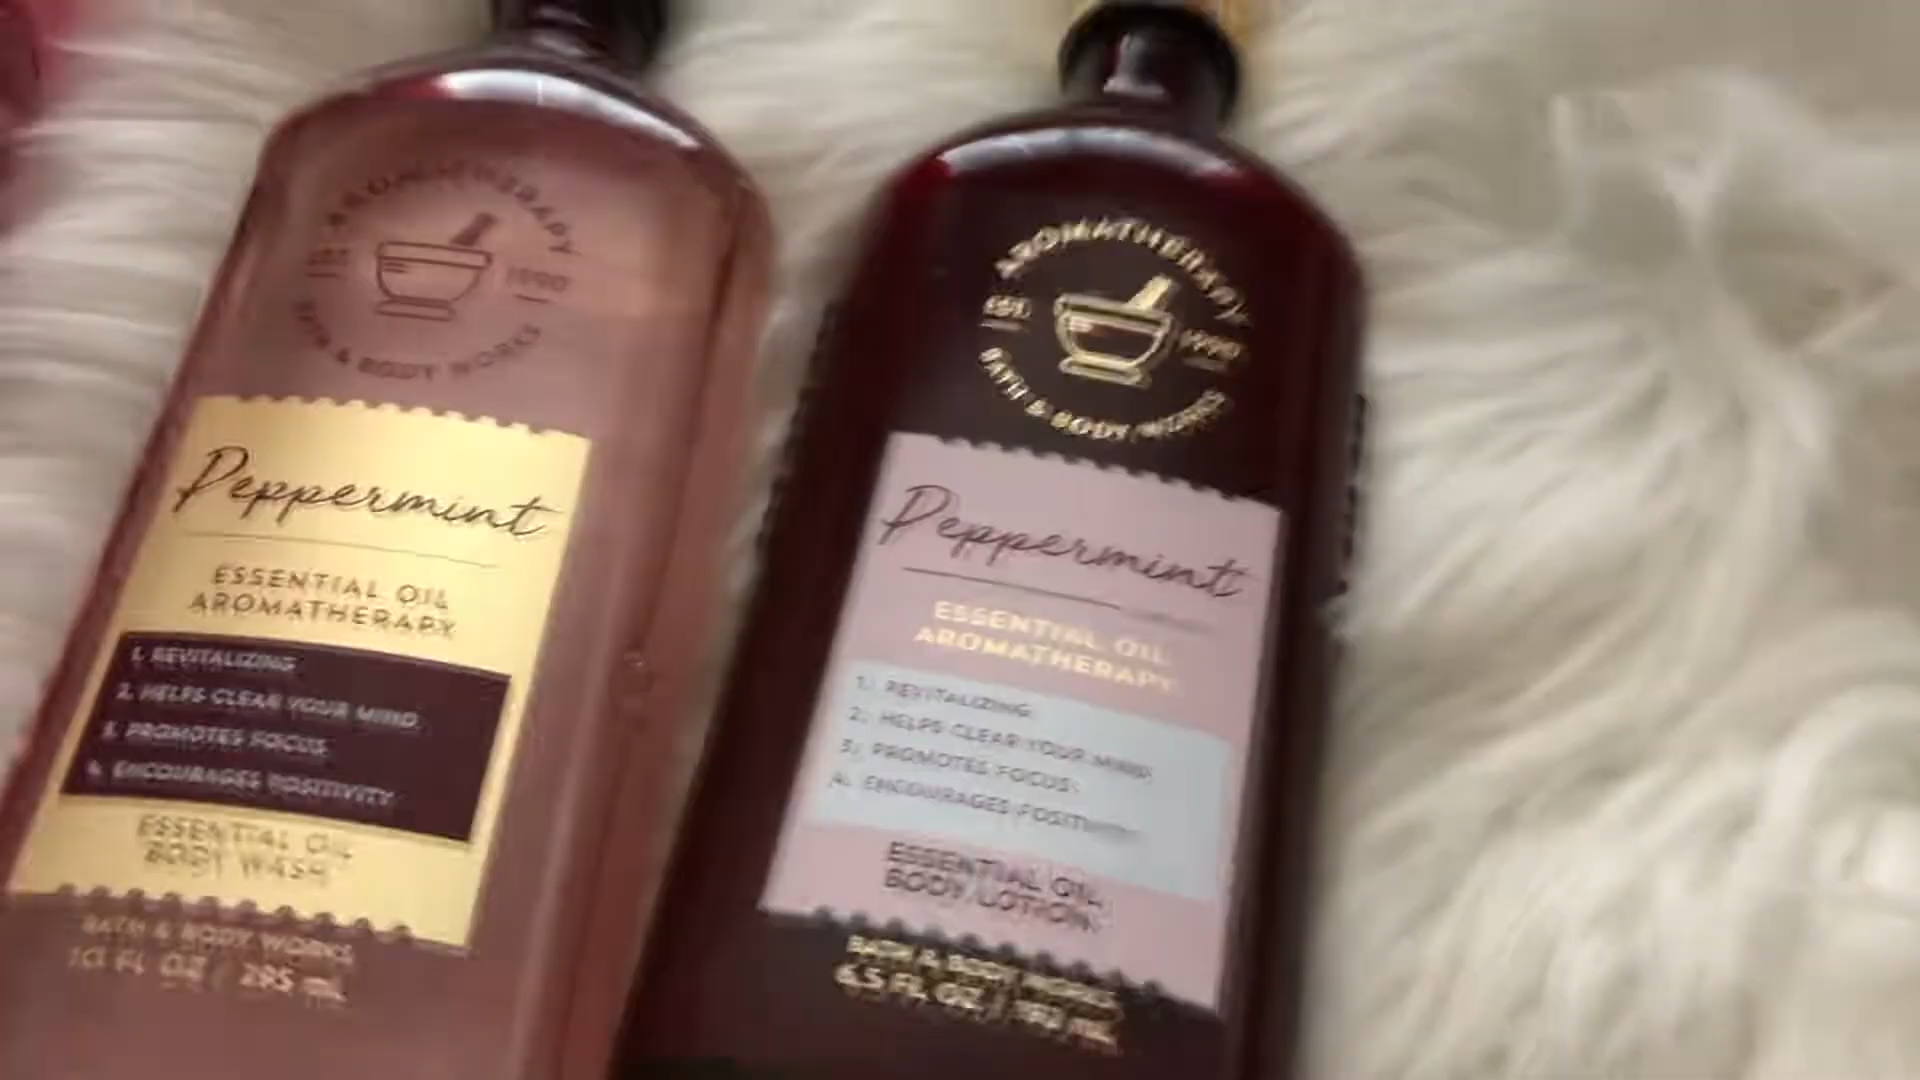 AROMATHERAPY
EST. 1990
BATH & BODY WORKS
Peppermint
ESSENTIAL OIL
AROMATHERAPY
1. REVITALIZING.
2. HELPS CLEAR YOUR MIND.
3. PROMOTES FOCUS.
4. ENCOURAGES POSITIVITY.
ESSENTIAL OIL
BODY WASH
BATH & BODY WORKS
10 FL OZ / 295 mL
AROMATHERAPY
EST. 1990
BATH & BODY WORKS
Peppermint
ESSENTIAL OIL
AROMATHERAPY
1. REVITALIZING.
2. HELPS CLEAR YOUR MIND.
3. PROMOTES FOCUS.
4. ENCOURAGES POSITIVITY.
ESSENTIAL OIL
BODY LOTION
BATH & BODY WORKS
6.5 FL OZ / 192 mL